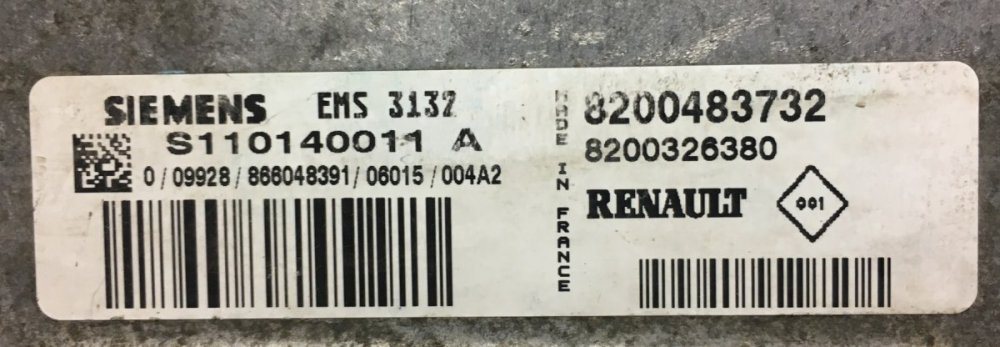 SIEMENS EMS 3132
S110140011 A
0 / 09928 / 866048391 / 06015 / 004A2
MADE IN FRANCE
8200483732
8200326380
RENAULT 001